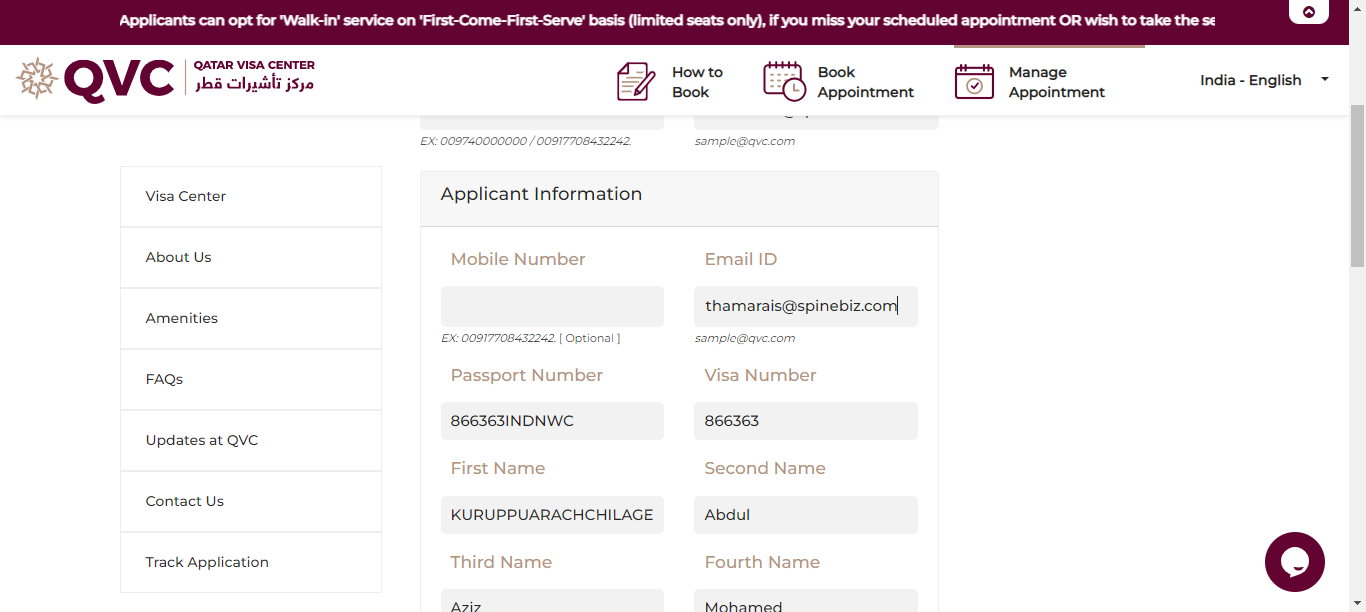 Applicants can opt for 'Walk-in' service on 'First-Come-First-Serve' basis (limited seats only), if you miss your scheduled appointment OR wish to take the se
QVC QATAR VISA CENTER
مركز تأشيرات قطر
How to Book
Book Appointment
Manage Appointment
India - English
EX: 009740000000 / 00917708432242.
sample@qvc.com
Visa Center
About Us
Amenities
FAQs
Updates at QVC
Contact Us
Track Application
Applicant Information
Mobile Number
Email ID
thamarais@spinebiz.com
EX: 00917708432242. [ Optional ]
sample@qvc.com
Passport Number
Visa Number
866363INDNWC
866363
First Name
Second Name
KURUPPUARACHCHILAGE
Abdul
Third Name
Fourth Name
Aziz
Mohamed